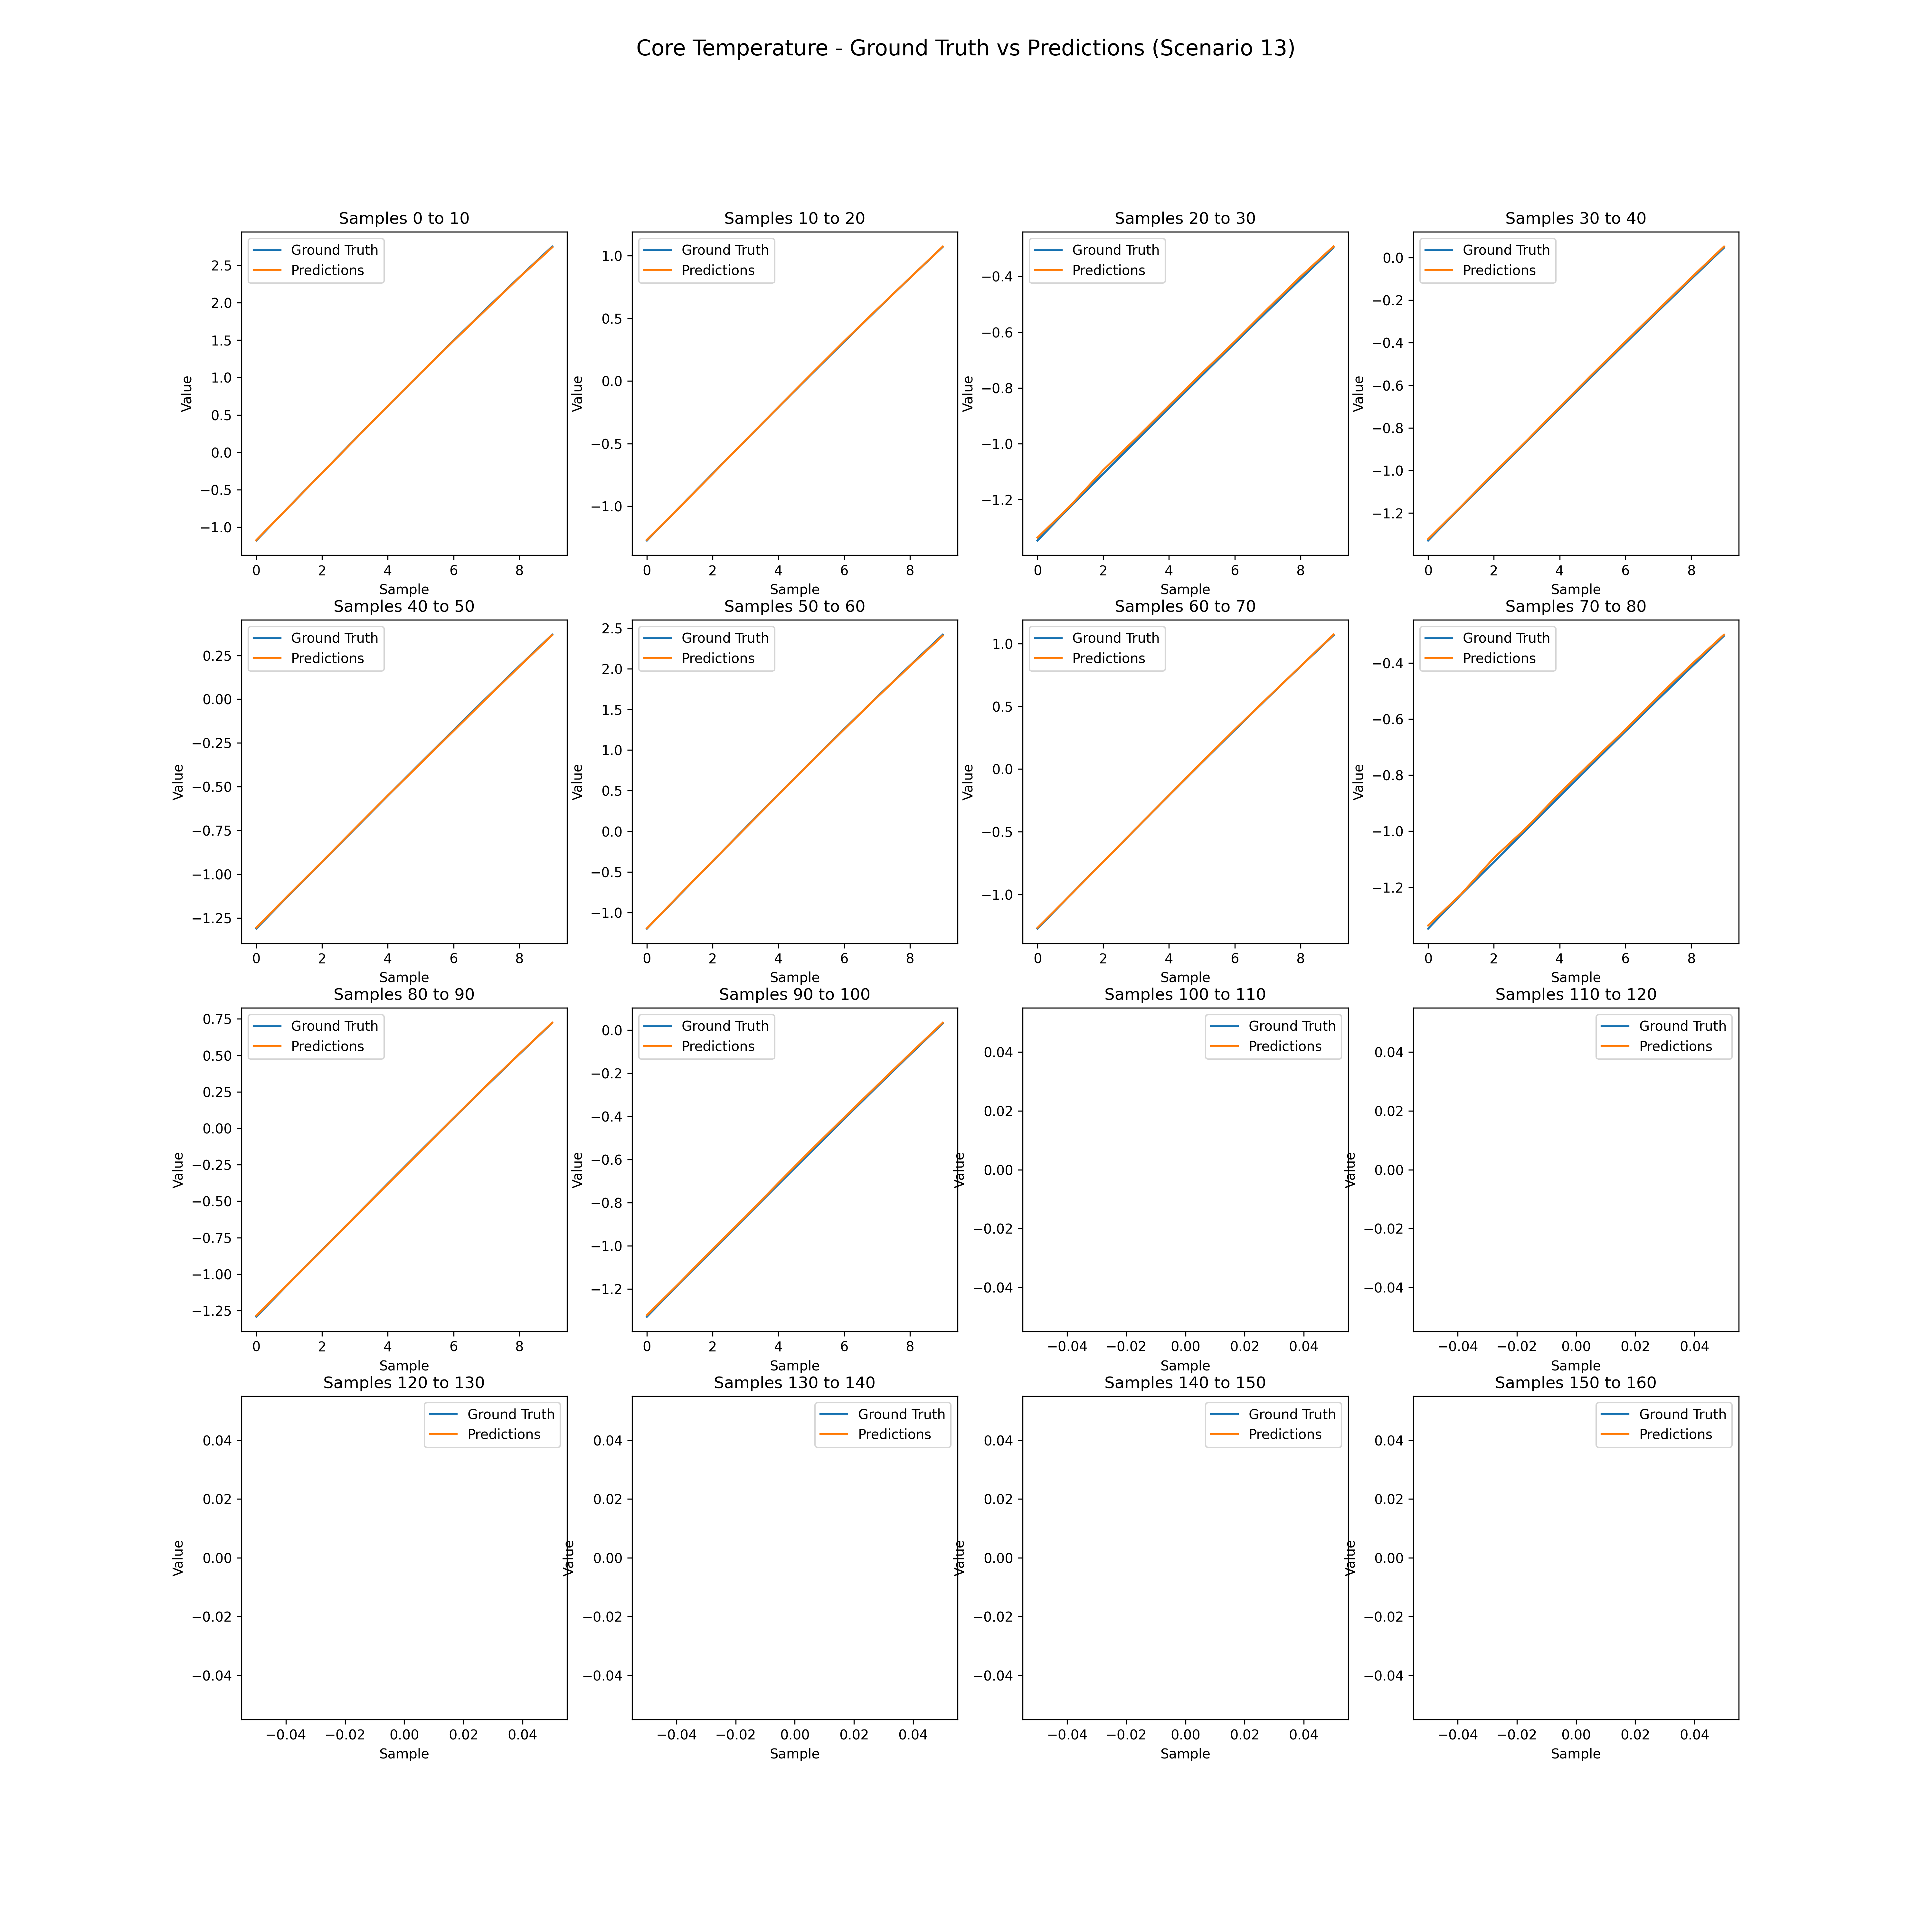 Core Temperature - Ground Truth vs Predictions (Scenario 13)
Samples 0 to 10
Ground Truth
Predictions
2.5
2.0
1.5
1.0
0.5
0.0
−0.5
−1.0
Value
0 2 4 6 8
Sample
Samples 10 to 20
Ground Truth
Predictions
1.0
0.5
0.0
−0.5
−1.0
Value
0 2 4 6 8
Sample
Samples 20 to 30
Ground Truth
Predictions
−0.4
−0.6
−0.8
−1.0
−1.2
Value
0 2 4 6 8
Sample
Samples 30 to 40
Ground Truth
Predictions
0.0
−0.2
−0.4
−0.6
−0.8
−1.0
−1.2
Value
0 2 4 6 8
Sample
Samples 40 to 50
Ground Truth
Predictions
0.25
0.00
−0.25
−0.50
−0.75
−1.00
−1.25
Value
0 2 4 6 8
Sample
Samples 50 to 60
Ground Truth
Predictions
2.5
2.0
1.5
1.0
0.5
0.0
−0.5
−1.0
Value
0 2 4 6 8
Sample
Samples 60 to 70
Ground Truth
Predictions
1.0
0.5
0.0
−0.5
−1.0
Value
0 2 4 6 8
Sample
Samples 70 to 80
Ground Truth
Predictions
−0.4
−0.6
−0.8
−1.0
−1.2
Value
0 2 4 6 8
Sample
Samples 80 to 90
Ground Truth
Predictions
0.75
0.50
0.25
0.00
−0.25
−0.50
−0.75
−1.00
−1.25
Value
0 2 4 6 8
Sample
Samples 90 to 100
Ground Truth
Predictions
0.0
−0.2
−0.4
−0.6
−0.8
−1.0
−1.2
Value
0 2 4 6 8
Sample
Samples 100 to 110
Ground Truth
Predictions
0.04
0.02
0.00
−0.02
−0.04
Value
−0.04 −0.02 0.00 0.02 0.04
Sample
Samples 110 to 120
Ground Truth
Predictions
0.04
0.02
0.00
−0.02
−0.04
Value
−0.04 −0.02 0.00 0.02 0.04
Sample
Samples 120 to 130
Ground Truth
Predictions
0.04
0.02
0.00
−0.02
−0.04
Value
−0.04 −0.02 0.00 0.02 0.04
Sample
Samples 130 to 140
Ground Truth
Predictions
0.04
0.02
0.00
−0.02
−0.04
Value
−0.04 −0.02 0.00 0.02 0.04
Sample
Samples 140 to 150
Ground Truth
Predictions
0.04
0.02
0.00
−0.02
−0.04
Value
−0.04 −0.02 0.00 0.02 0.04
Sample
Samples 150 to 160
Ground Truth
Predictions
0.04
0.02
0.00
−0.02
−0.04
Value
−0.04 −0.02 0.00 0.02 0.04
Sample